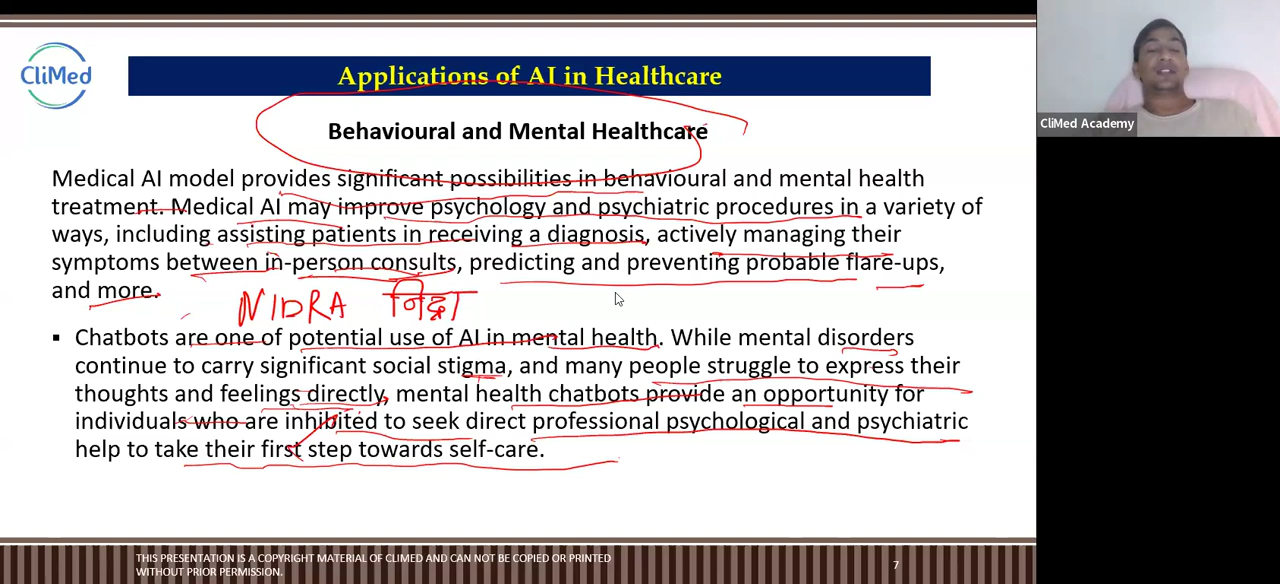 CliMed
Applications of AI in Healthcare
Behavioural and Mental Healthcare
Medical AI model provides significant possibilities in behavioural and mental health
treatment. Medical AI may improve psychology and psychiatric procedures in a variety of
ways, including assisting patients in receiving a diagnosis, actively managing their
symptoms between in-person consults, predicting and preventing probable flare-ups,
and more.
NIDRA निद्रा
▪ Chatbots are one of potential use of AI in mental health. While mental disorders
continue to carry significant social stigma, and many people struggle to express their
thoughts and feelings directly, mental health chatbots provide an opportunity for
individuals who are inhibited to seek direct professional psychological and psychiatric
help to take their first step towards self-care.
THIS PRESENTATION IS A COPYRIGHT MATERIAL OF CLIMED AND CAN NOT BE COPIED OR PRINTED
WITHOUT PRIOR PERMISSION.
7
CliMed Academy